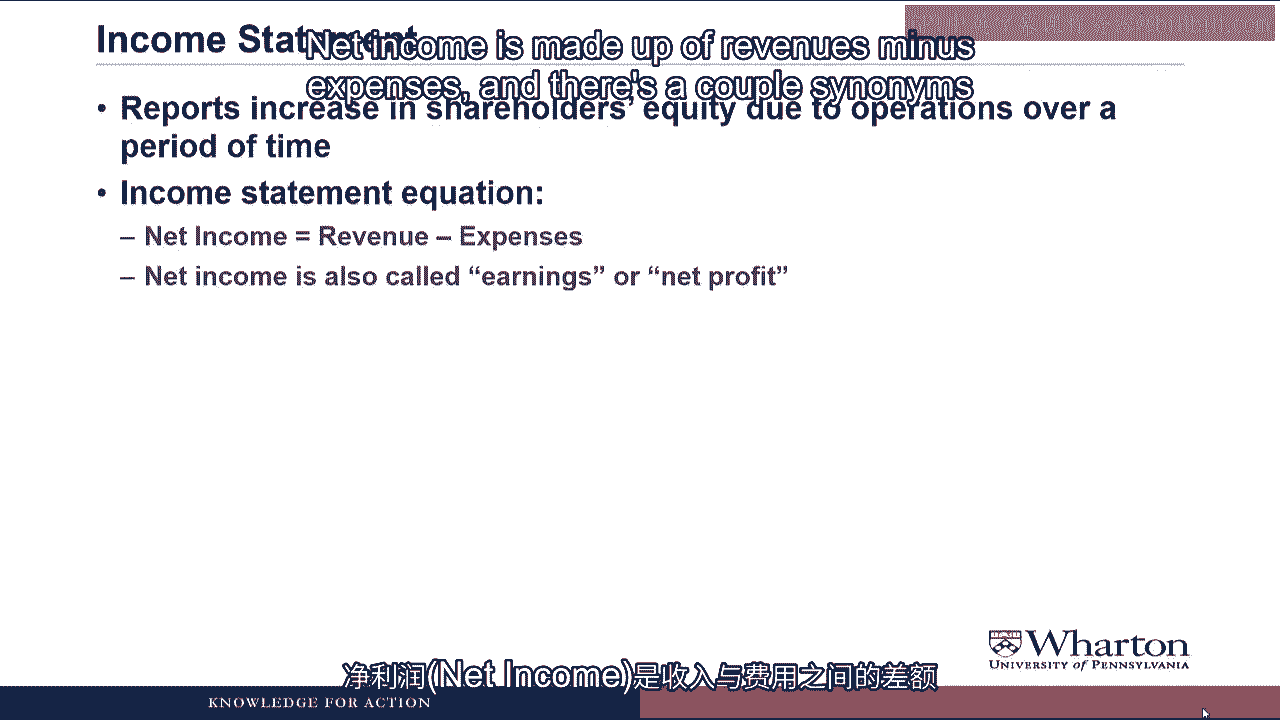 Income Statement
Net income is made up of revenues minus
expenses, and there's a couple synonyms
• Reports increase in shareholders' equity due to operations over a
period of time
• Income statement equation:
– Net Income = Revenue – Expenses
– Net income is also called “earnings” or “net profit”
Wharton
UNIVERSITY of PENNSYLVANIA
净利润(Net Income)是收入与费用之间的差额
KNOWLEDGE FOR ACTION